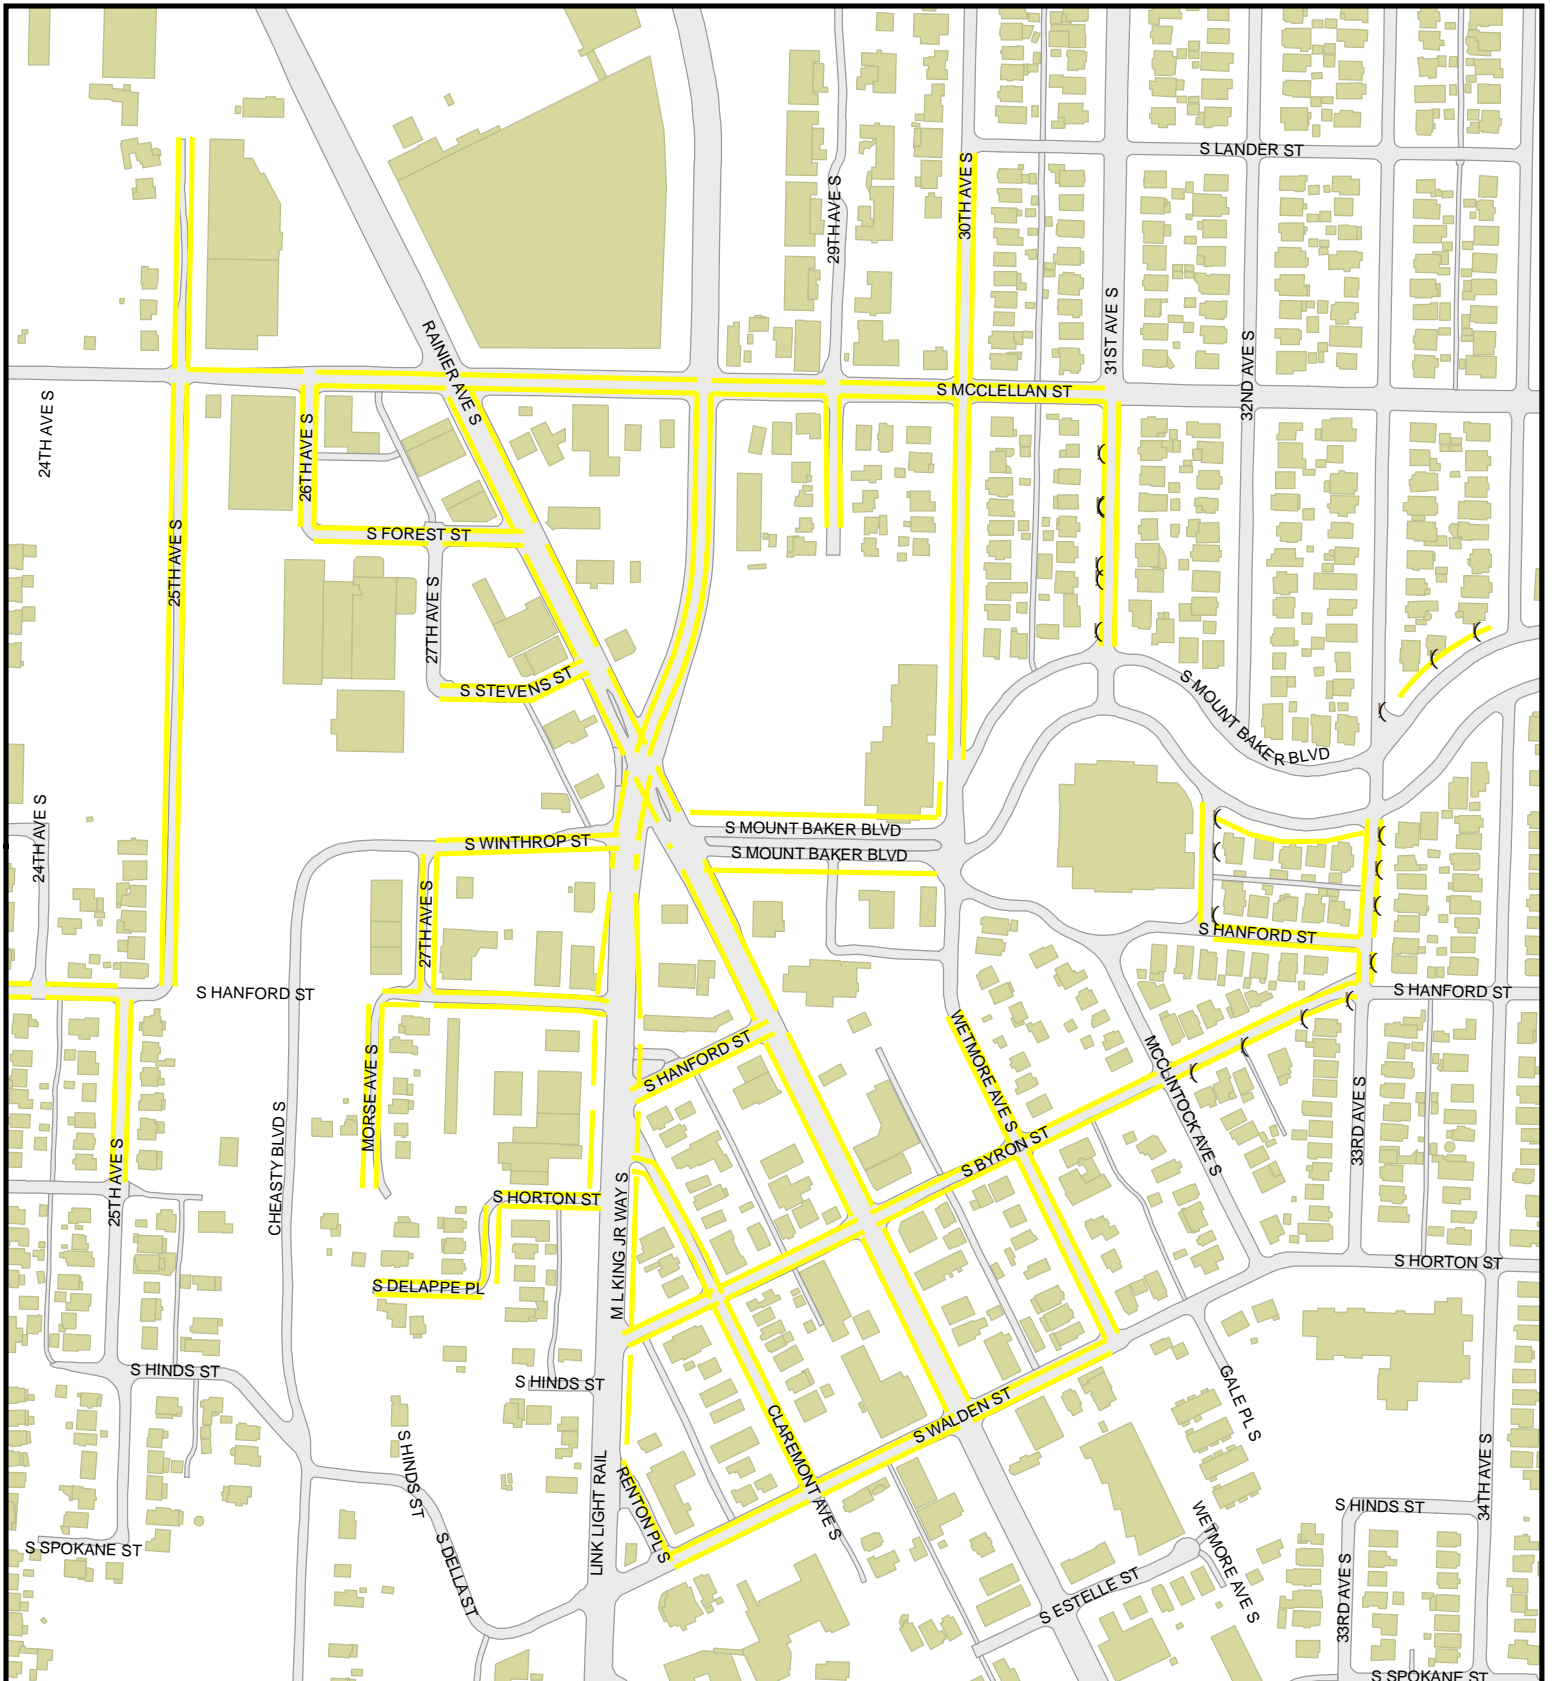 S LANDER ST
30TH AVE S
29TH AVE S
31ST AVE S
RAINIER AVE S
32ND AVE S
S MCCLELLAN ST
24TH AVE S
26TH AVE S
S FOREST ST
25TH AVE S
27TH AVE S
S STEVENS ST
S MOUNT BAKER BLVD
24TH AVE S
S WINTHROP ST
S MOUNT BAKER BLVD
S MOUNT BAKER BLVD
27TH AVE S
S HANFORD ST
S HANFORD ST
S HANFORD ST
S HANFORD ST
WETMORE AVE S
MCCLINTOCK AVE S
MORSE AVE S
33RD AVE S
CHEASTY BLVD S
S BYRON ST
25TH AVE S
S HORTON ST
M L KING JR WAY S
S HORTON ST
S DELAPPE PL
S HINDS ST
S HINDS ST
GALE PL S
CLAREMONT AVE S
S WALDEN ST
S HINDS ST
LINK LIGHT RAIL
RENTON PL S
34TH AVE S
S HINDS ST
S SPOKANE ST
S DELLA ST
WETMORE AVE S
S ESTELLE ST
33RD AVE S
S SPOKANE ST